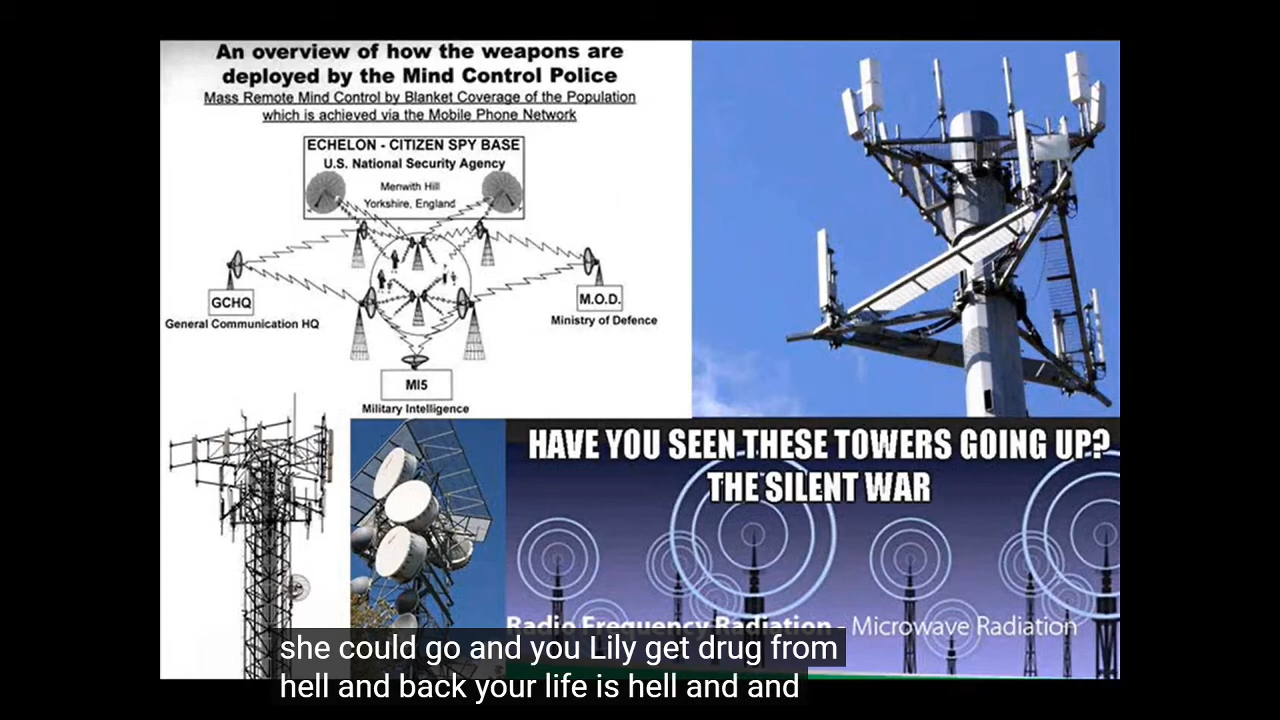 An overview of how the weapons are
deployed by the Mind Control Police
Mass Remote Mind Control by Blanket Coverage of the Population
which is achieved via the Mobile Phone Network
ECHELON - CITIZEN SPY BASE
U.S. National Security Agency
Menwith Hill
Yorkshire, England
GCHQ
General Communication HQ
M.O.D.
Ministry of Defence
MI5
Military Intelligence
HAVE YOU SEEN THESE TOWERS GOING UP?
THE SILENT WAR
Radio Frequency Radiation - Microwave Radiation
she could go and you Lily get drug from
hell and back your life is hell and and